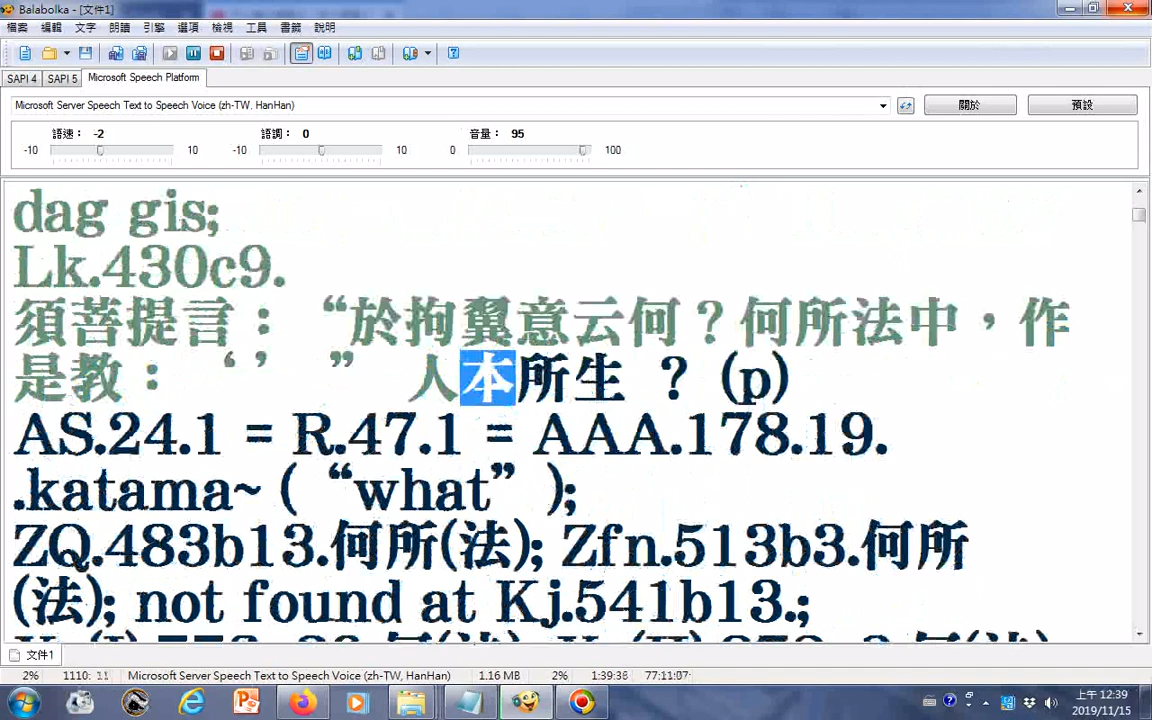 Balabolka - [文件1]
檔案 編輯 文字 朗讀 引擎 選項 檢視 工具 書籤 說明
SAPI 4 SAPI 5 Microsoft Speech Platform
Microsoft Server Speech Text to Speech Voice (zh-TW, HanHan) 關於 預設
語速： -2 語調： 0 音量： 95
-10 10 -10 10 0 100
dag gis;
Lk.430c9.
須菩提言：“於拘翼意云何？何所法中，作
是教：‘’ ” 人本所生 ？ (p)
AS.24.1 = R.47.1 = AAA.178.19.
.katama~ (“what”);
ZQ.483b13.何所(法); Zfn.513b3.何所
(法); not found at Kj.541b13.;
文件1
2% 1110: 11 Microsoft Server Speech Text to Speech Voice (zh-TW, HanHan) 1.16 MB 2% 1:39:38 77:11:07
上午 12:39
2019/11/15